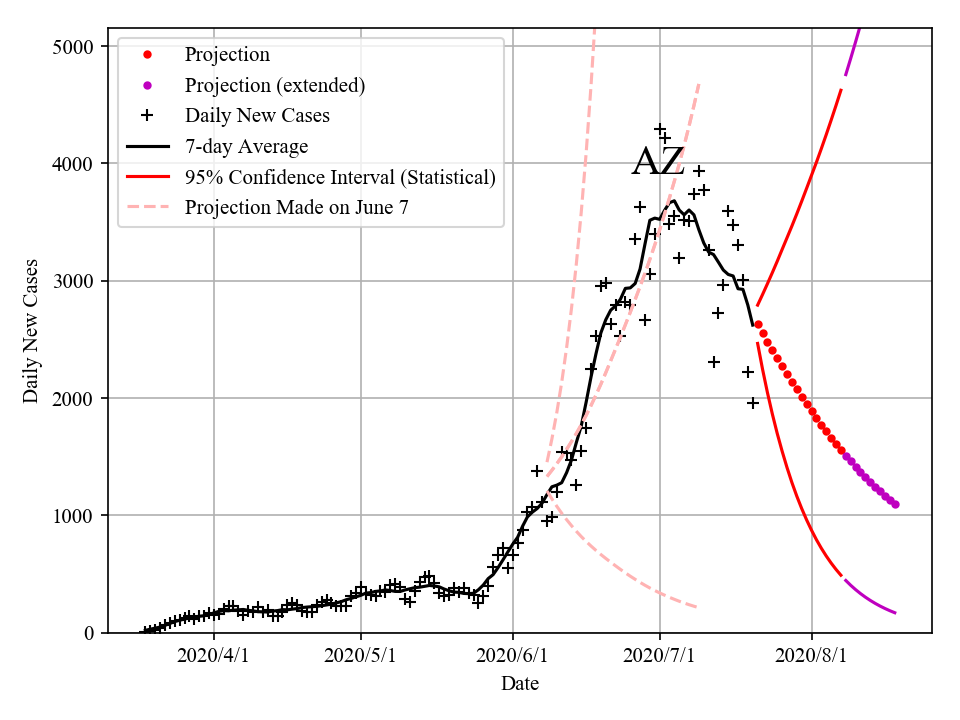 5000
4000
3000
2000
1000
0
Daily New Cases
Projection
Projection (extended)
Daily New Cases
7-day Average
95% Confidence Interval (Statistical)
Projection Made on June 7
AZ
2020/4/1
2020/5/1
2020/6/1
2020/7/1
2020/8/1
Date